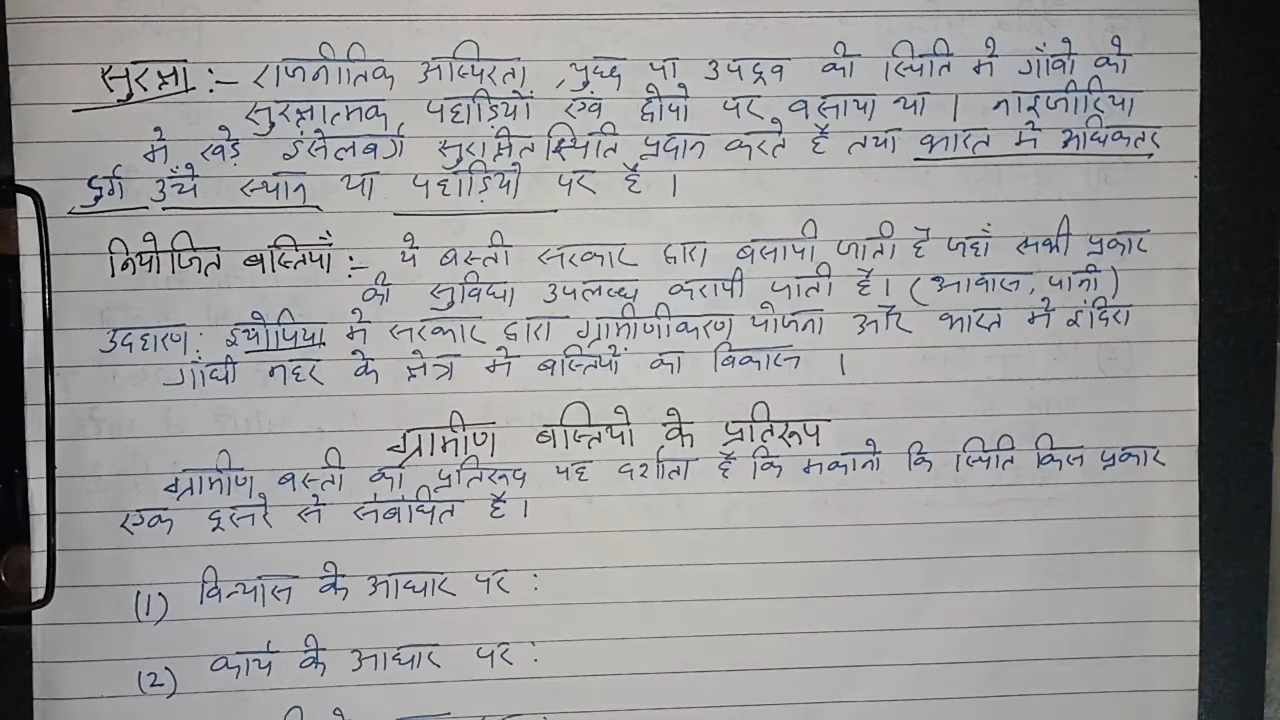 सुरक्षा :- राजनीतिक अस्थिरता, युध्द या उपद्रव की स्थिति मे गाँवो को
सुरक्षात्मक पहाड़ियों एवं द्वीपो पर बसाया था । नाइजीरिया
मे खड़े इंसेलबर्ग सुरक्षित स्थिति प्रदान करते है तथा भारत मे अधिकतर
दुर्ग उँचे स्थान या पहाड़ियो पर है ।
नियोजित बस्तियाँ :- ये बस्ती सरकार द्वारा बसायी जाती है जहाँ सभी प्रकार
की सुविधा उपलब्ध करायी जाती है। (आवास, पानी)
उदहारण: इथोपिया मे सरकार द्वारा ग्रामीणीकरण योजना और भारत मे इंदिरा
गाँधी नहर के क्षेत्र मे बस्तियों का विकास ।
ग्रामीण बस्तियो के प्रतिरूप
ग्रामीण बस्ती का प्रतिरूप यह दर्शाता है कि मकानो कि स्थिति किस प्रकार
एक दूसरे से संबंधित है।
(1) विन्यास के आधार पर :
(2) कार्य के आधार पर :